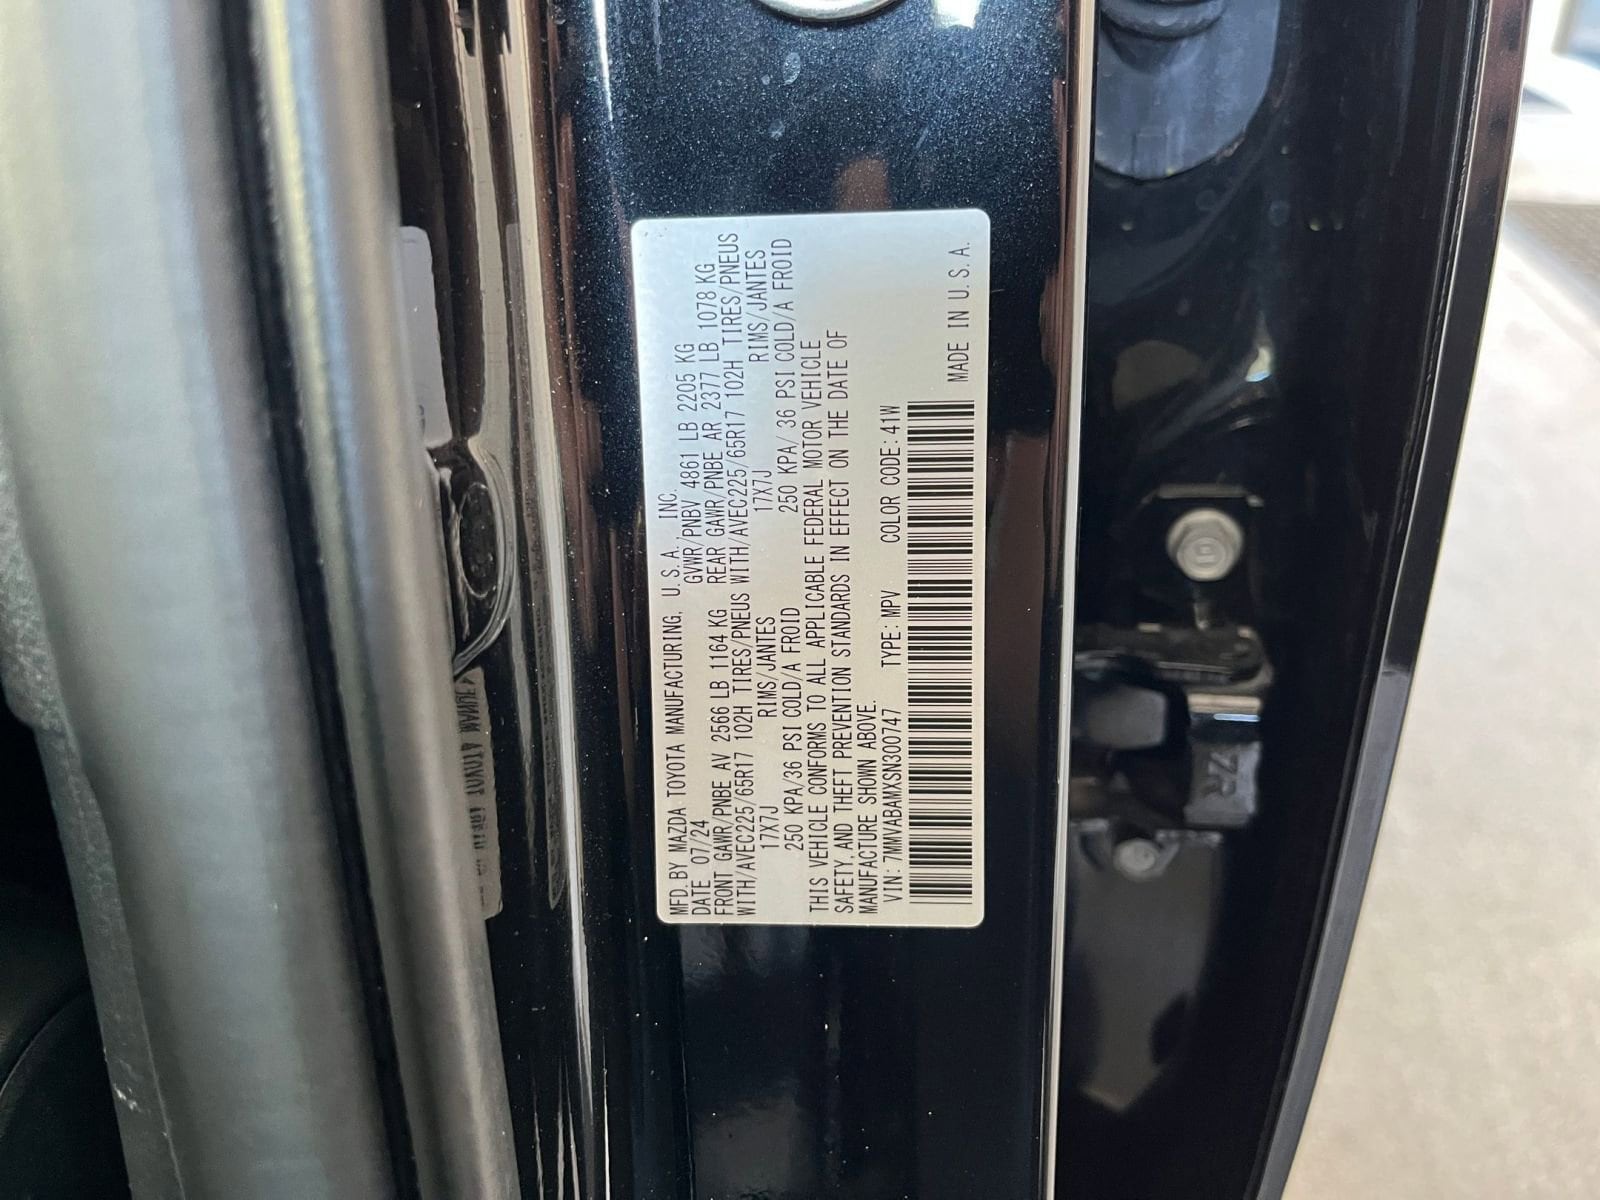 MFD. BY MAZDA TOYOTA MANUFACTURING, U.S.A., INC.
DATE 07/24 GVWR/PNBV 4861 LB 2205 KG
FRONT GAWR/PNBE AV 2566 LB 1164 KG REAR GAWR/PNBE AR 2377 LB 1078 KG
WITH/AVEC225/65R17 102H TIRES/PNEUS WITH/AVEC225/65R17 102H TIRES/PNEUS
17X7J RIMS/JANTES 17X7J RIMS/JANTES
250 KPA/36 PSI COLD/A FROID 250 KPA/ 36 PSI COLD/A FROID
THIS VEHICLE CONFORMS TO ALL APPLICABLE FEDERAL MOTOR VEHICLE
SAFETY, AND THEFT PREVENTION STANDARDS IN EFFECT ON THE DATE OF
MANUFACTURE SHOWN ABOVE.
VIN: 7MMVABAMXSN300747 TYPE: MPV COLOR CODE: 41W
MADE IN U.S.A.
ZR